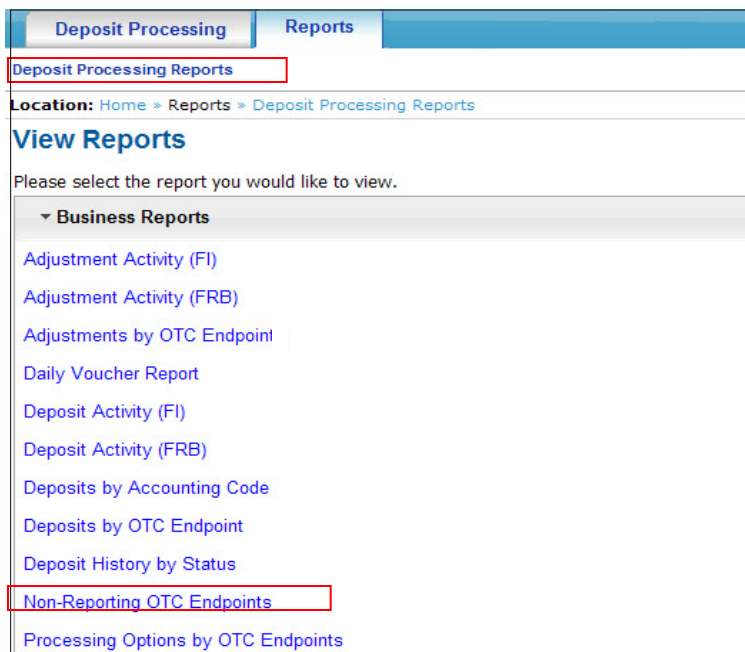 Deposit Processing Reports
Deposit Processing Reports
Location: Home » Reports » Deposit Processing Reports
View Reports
Please select the report you would like to view.
Business Reports
Adjustment Activity (FI)
Adjustment Activity (FRB)
Adjustments by OTC Endpoint
Daily Voucher Report
Deposit Activity (FI)
Deposit Activity (FRB)
Deposits by Accounting Code
Deposits by OTC Endpoint
Deposit History by Status
Non-Reporting OTC Endpoints
Processing Options by OTC Endpoints